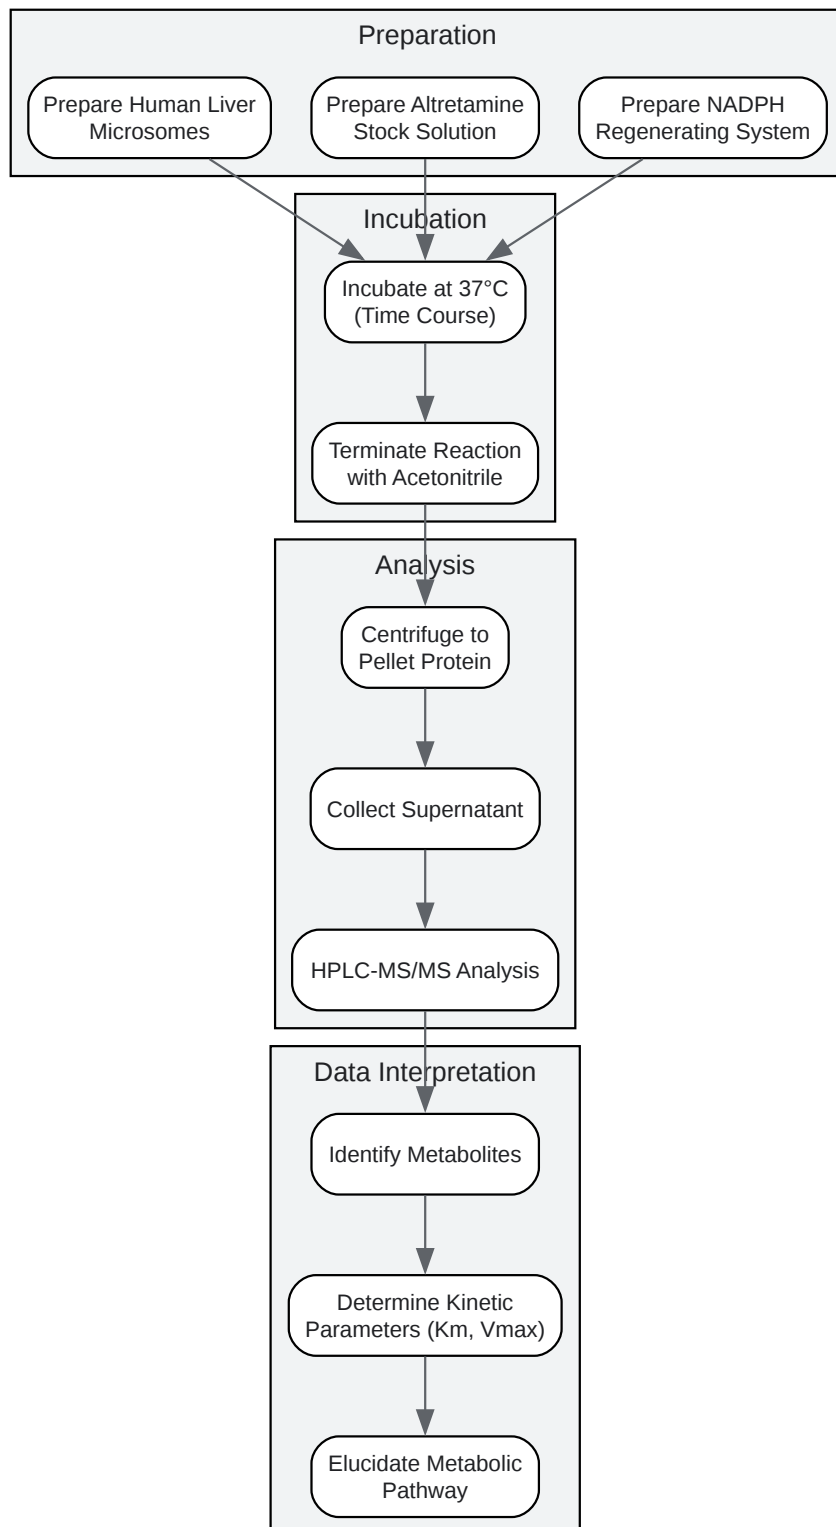 Preparation
Prepare Human Liver
Microsomes
Prepare Altretamine
Stock Solution
Prepare NADPH
Regenerating System
Incubation
Incubate at 37°C
(Time Course)
Terminate Reaction
with Acetonitrile
Analysis
Centrifuge to
Pellet Protein
Collect Supernatant
HPLC-MS/MS Analysis
Data Interpretation
Identify Metabolites
Determine Kinetic
Parameters (Km, Vmax)
Elucidate Metabolic
Pathway